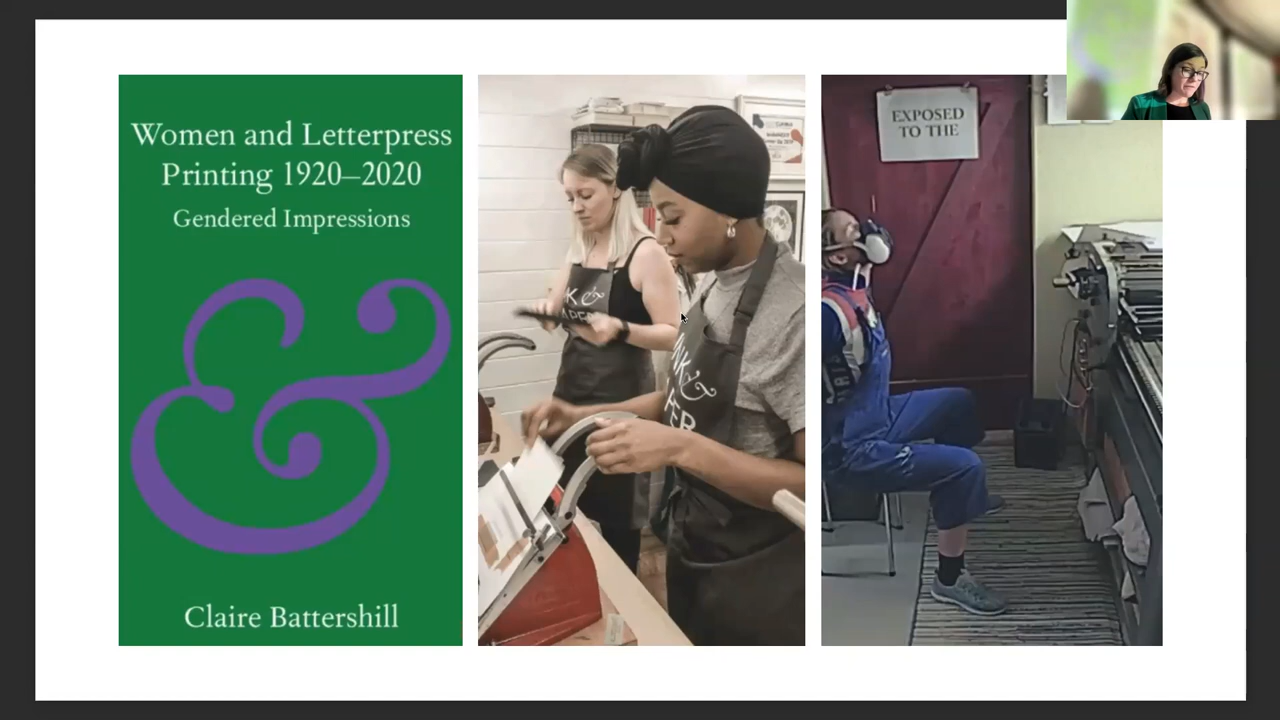 Women and Letterpress
Printing 1920–2020
Gendered Impressions
&
Claire Battershill
EXPOSED
TO THE